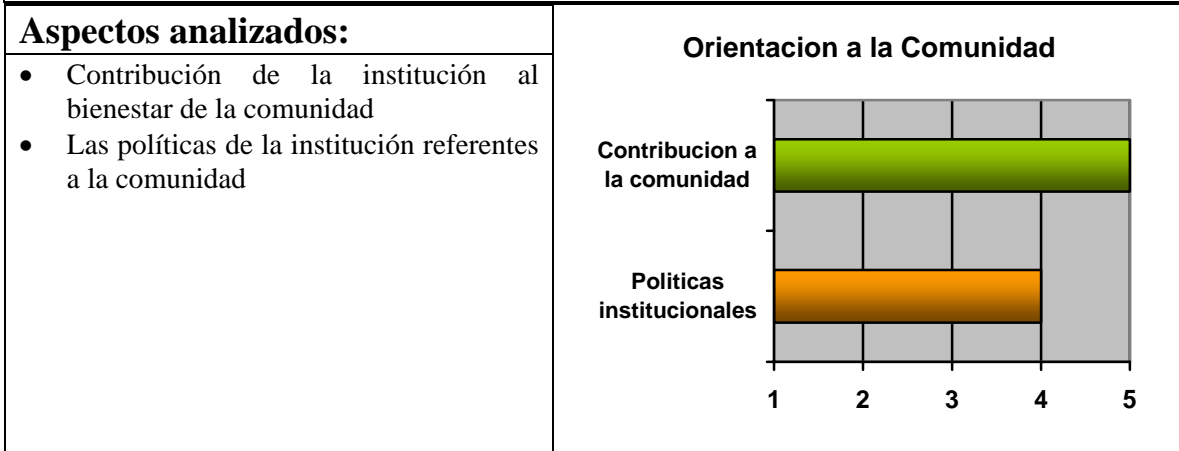 Aspectos analizados:
• Contribución de la institución al
bienestar de la comunidad
• Las políticas de la institución referentes
a la comunidad
Orientacion a la Comunidad
Contribucion a
la comunidad
Politicas
institucionales
1 2 3 4 5